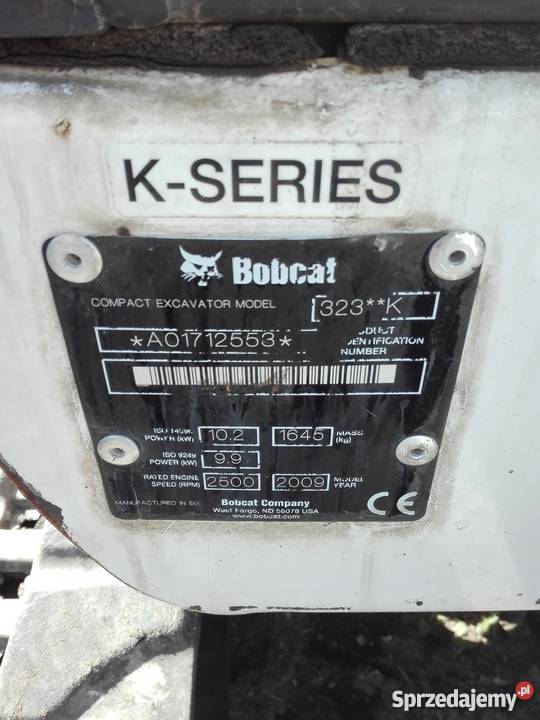 K-SERIES
Bobcat
COMPACT EXCAVATOR MODEL 323**K
*A01712553*
IDENTIFICATION
NUMBER
POWER (kW) 10.2 1645 MASS (kg)
ISO 9249
POWER (kW) 9.9
RATED ENGINE
SPEED (RPM) 2500 2009 MODEL YEAR
MANUFACTURED IN EU
Bobcat Company
West Fargo, ND 58078 USA
www.bobcat.com
CE
Sprzedajemy.pl